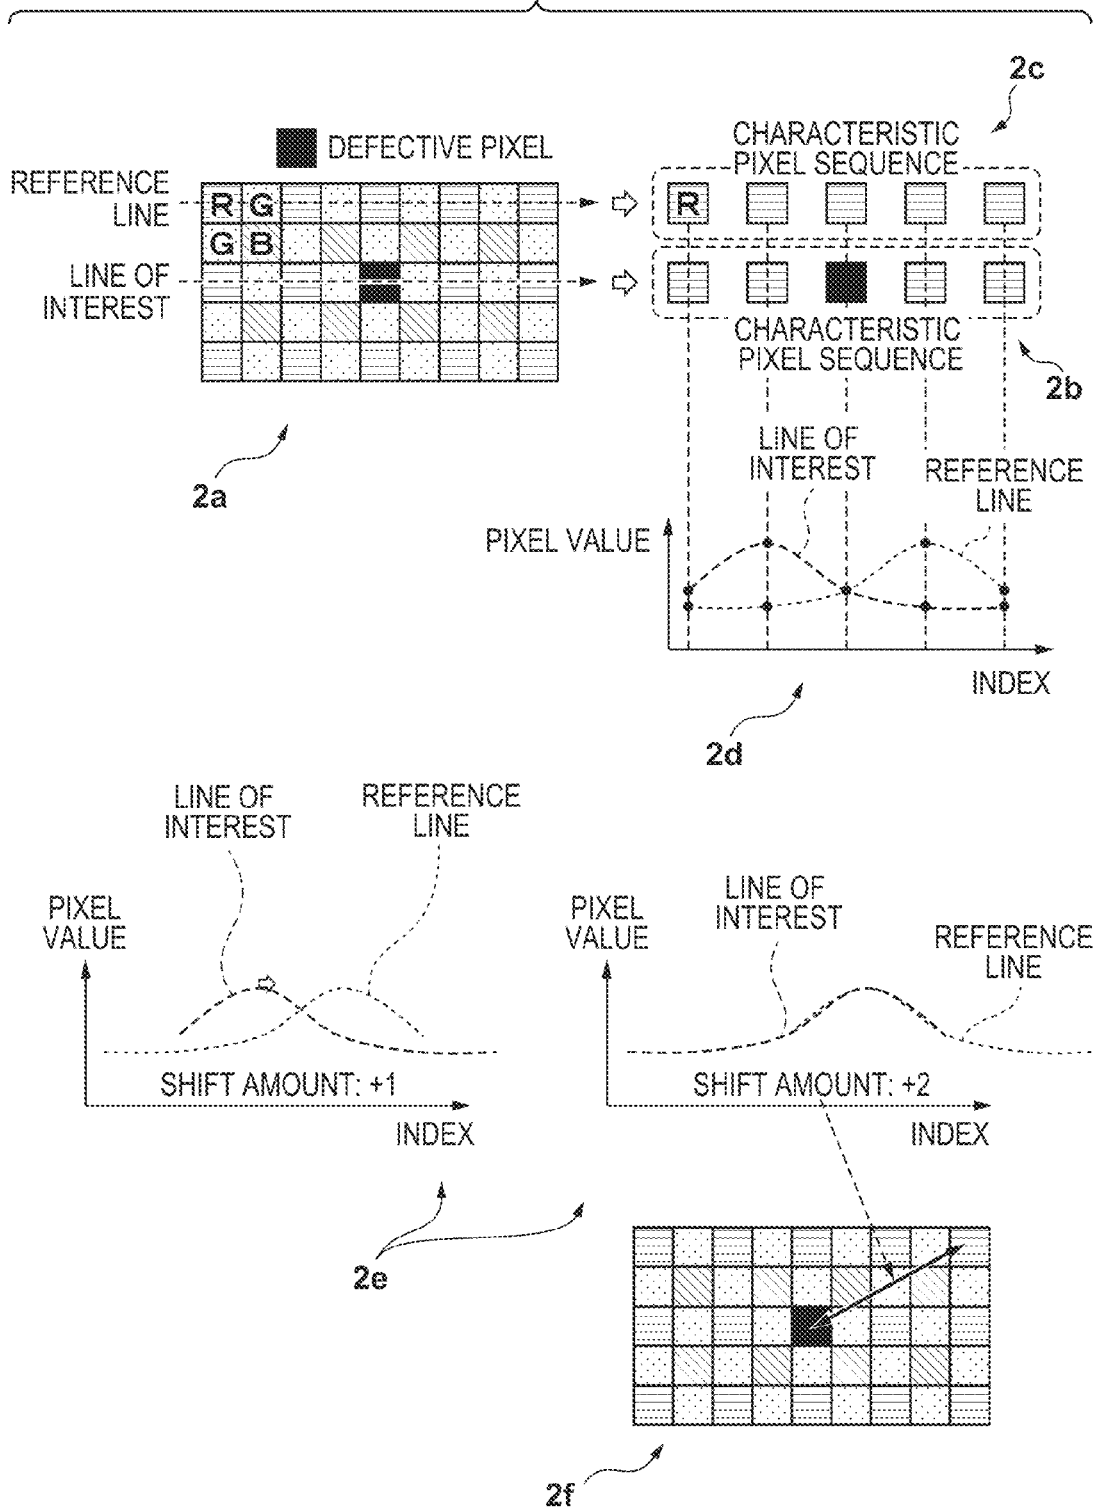 2c
DEFECTIVE PIXEL
CHARACTERISTIC
PIXEL SEQUENCE
REFERENCE
LINE
R G
R
G B
LINE OF
INTEREST
CHARACTERISTIC
PIXEL SEQUENCE
2b
2a
LINE OF
INTEREST
REFERENCE
LINE
PIXEL VALUE
INDEX
2d
LINE OF
INTEREST
REFERENCE
LINE
PIXEL
VALUE
SHIFT AMOUNT: +1
INDEX
LINE OF
INTEREST
PIXEL
VALUE
REFERENCE
LINE
SHIFT AMOUNT: +2
INDEX
2e
2f